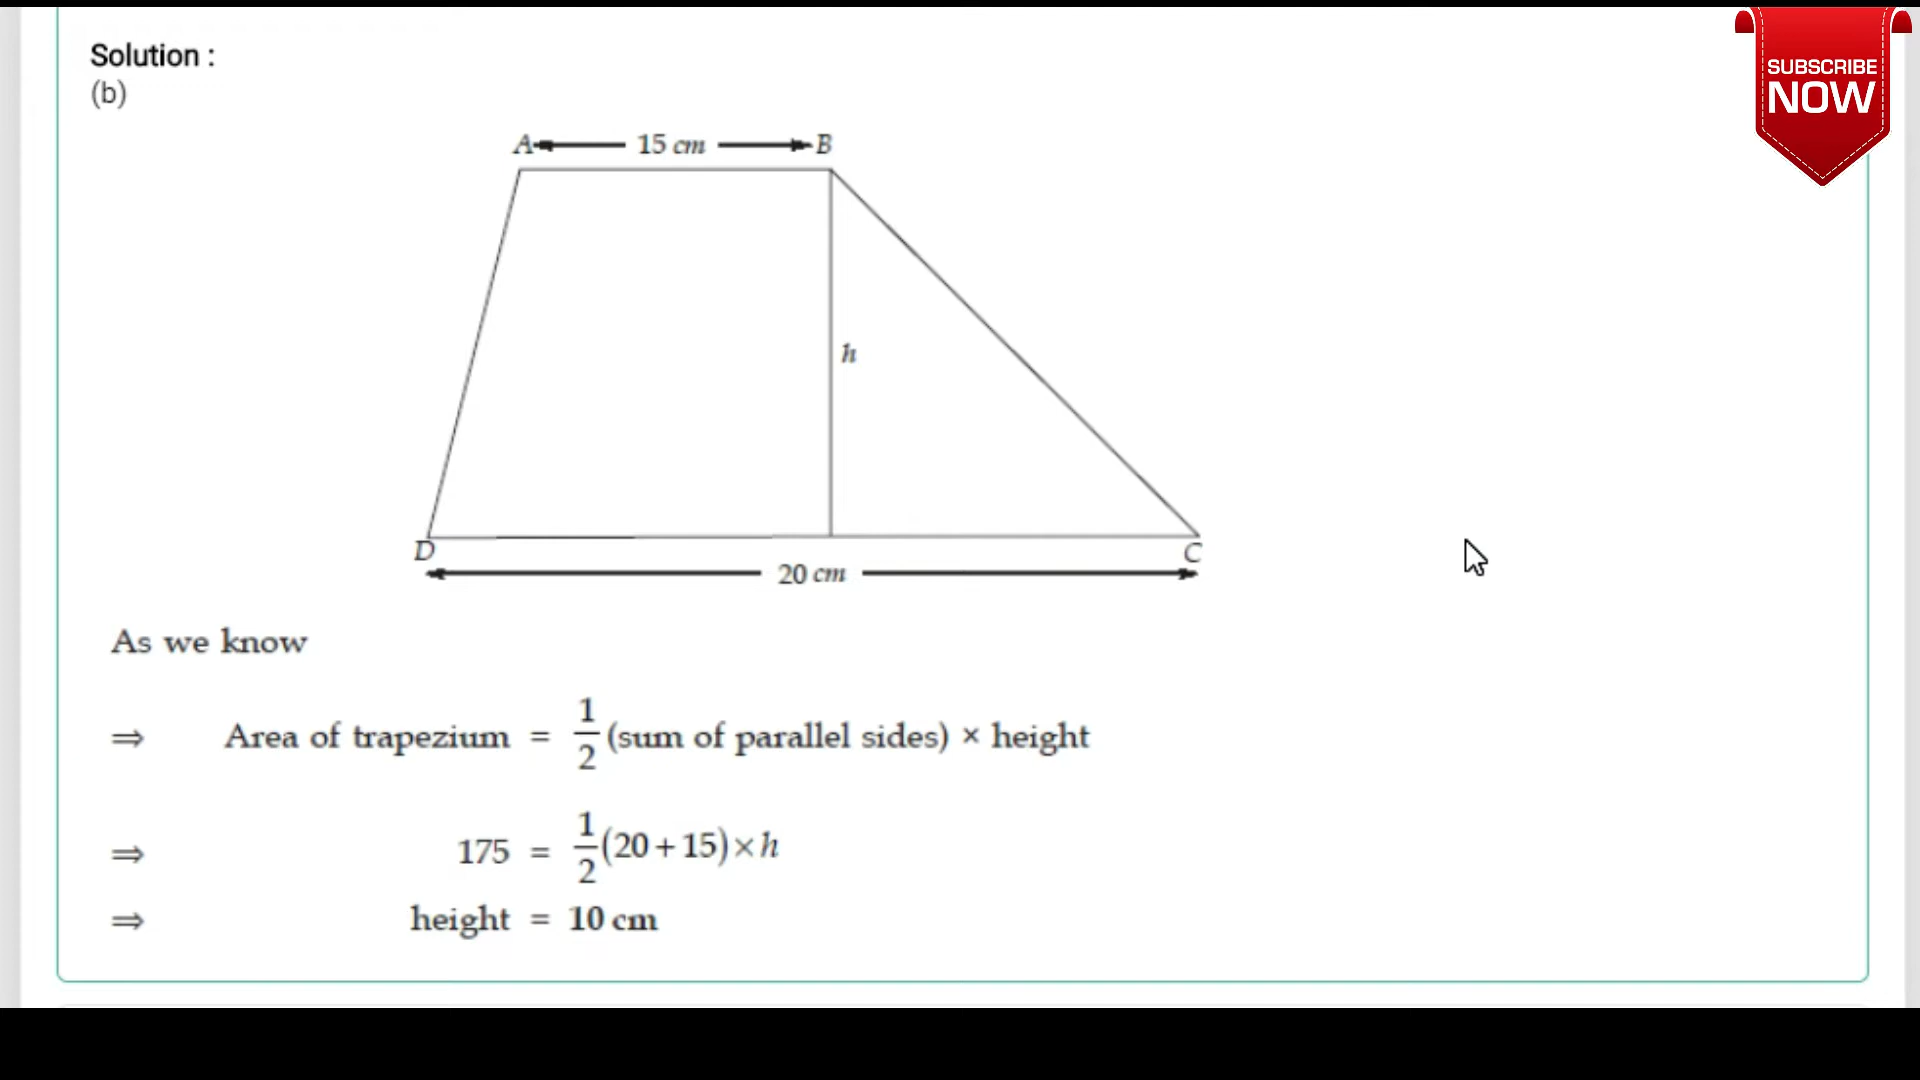 Solution :
(b)
SUBSCRIBE
NOW
A 15 cm B
h
D C
20 cm
As we know
⇒ Area of trapezium = 1/2 (sum of parallel sides) × height
⇒ 175 = 1/2 (20 + 15) × h
⇒ height = 10 cm